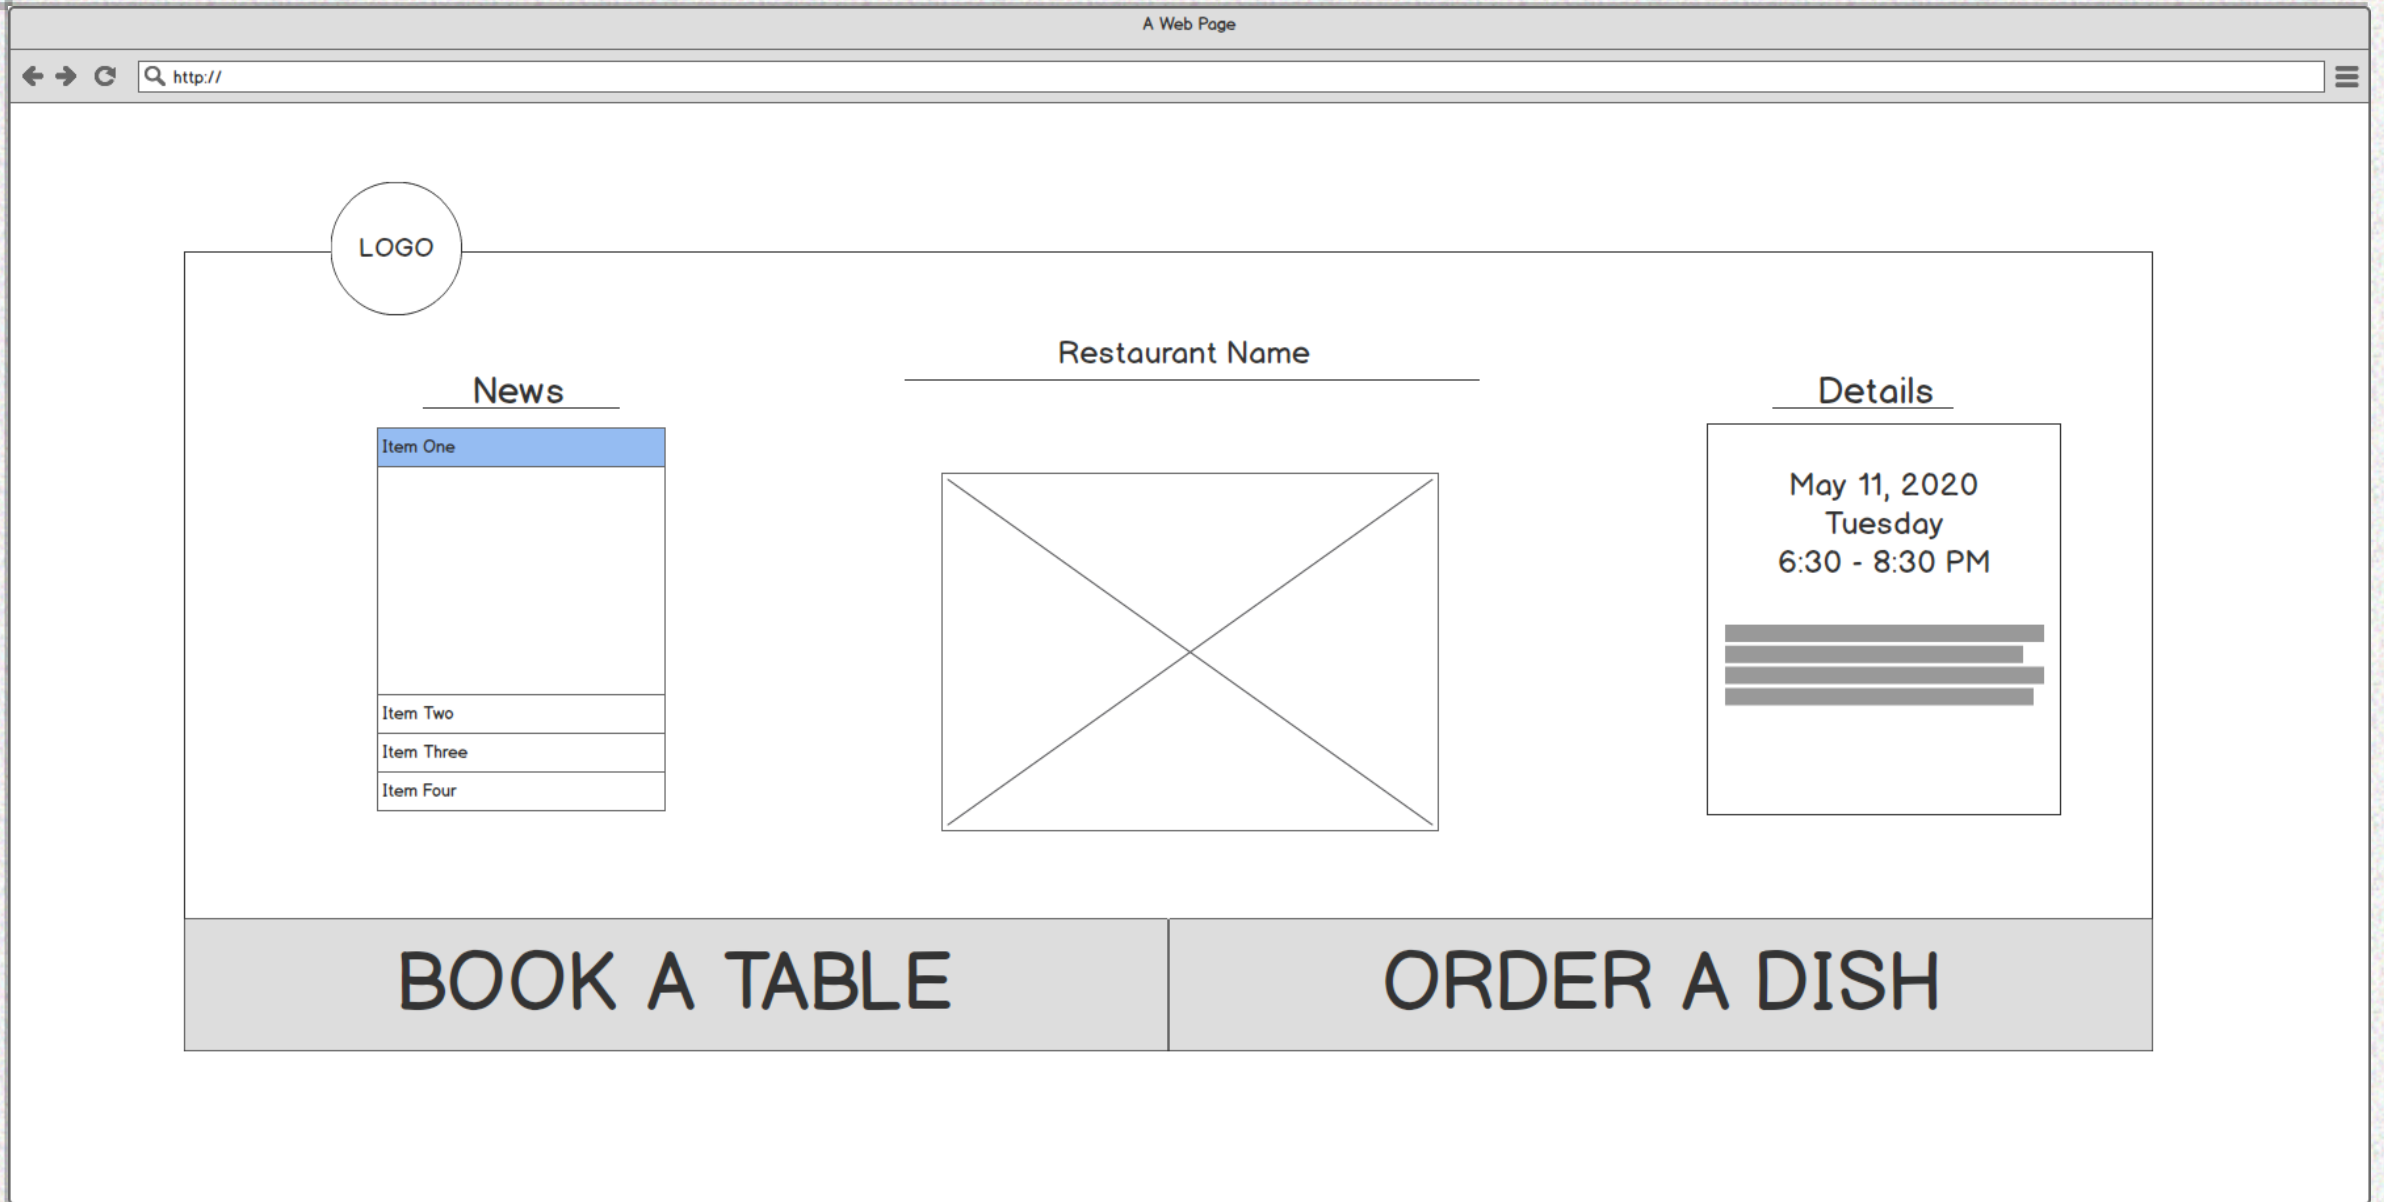 A Web Page
http://
LOGO
Restaurant Name
News
Item One
Item Two
Item Three
Item Four
Details
May 11, 2020
Tuesday
6:30 - 8:30 PM
BOOK A TABLE
ORDER A DISH